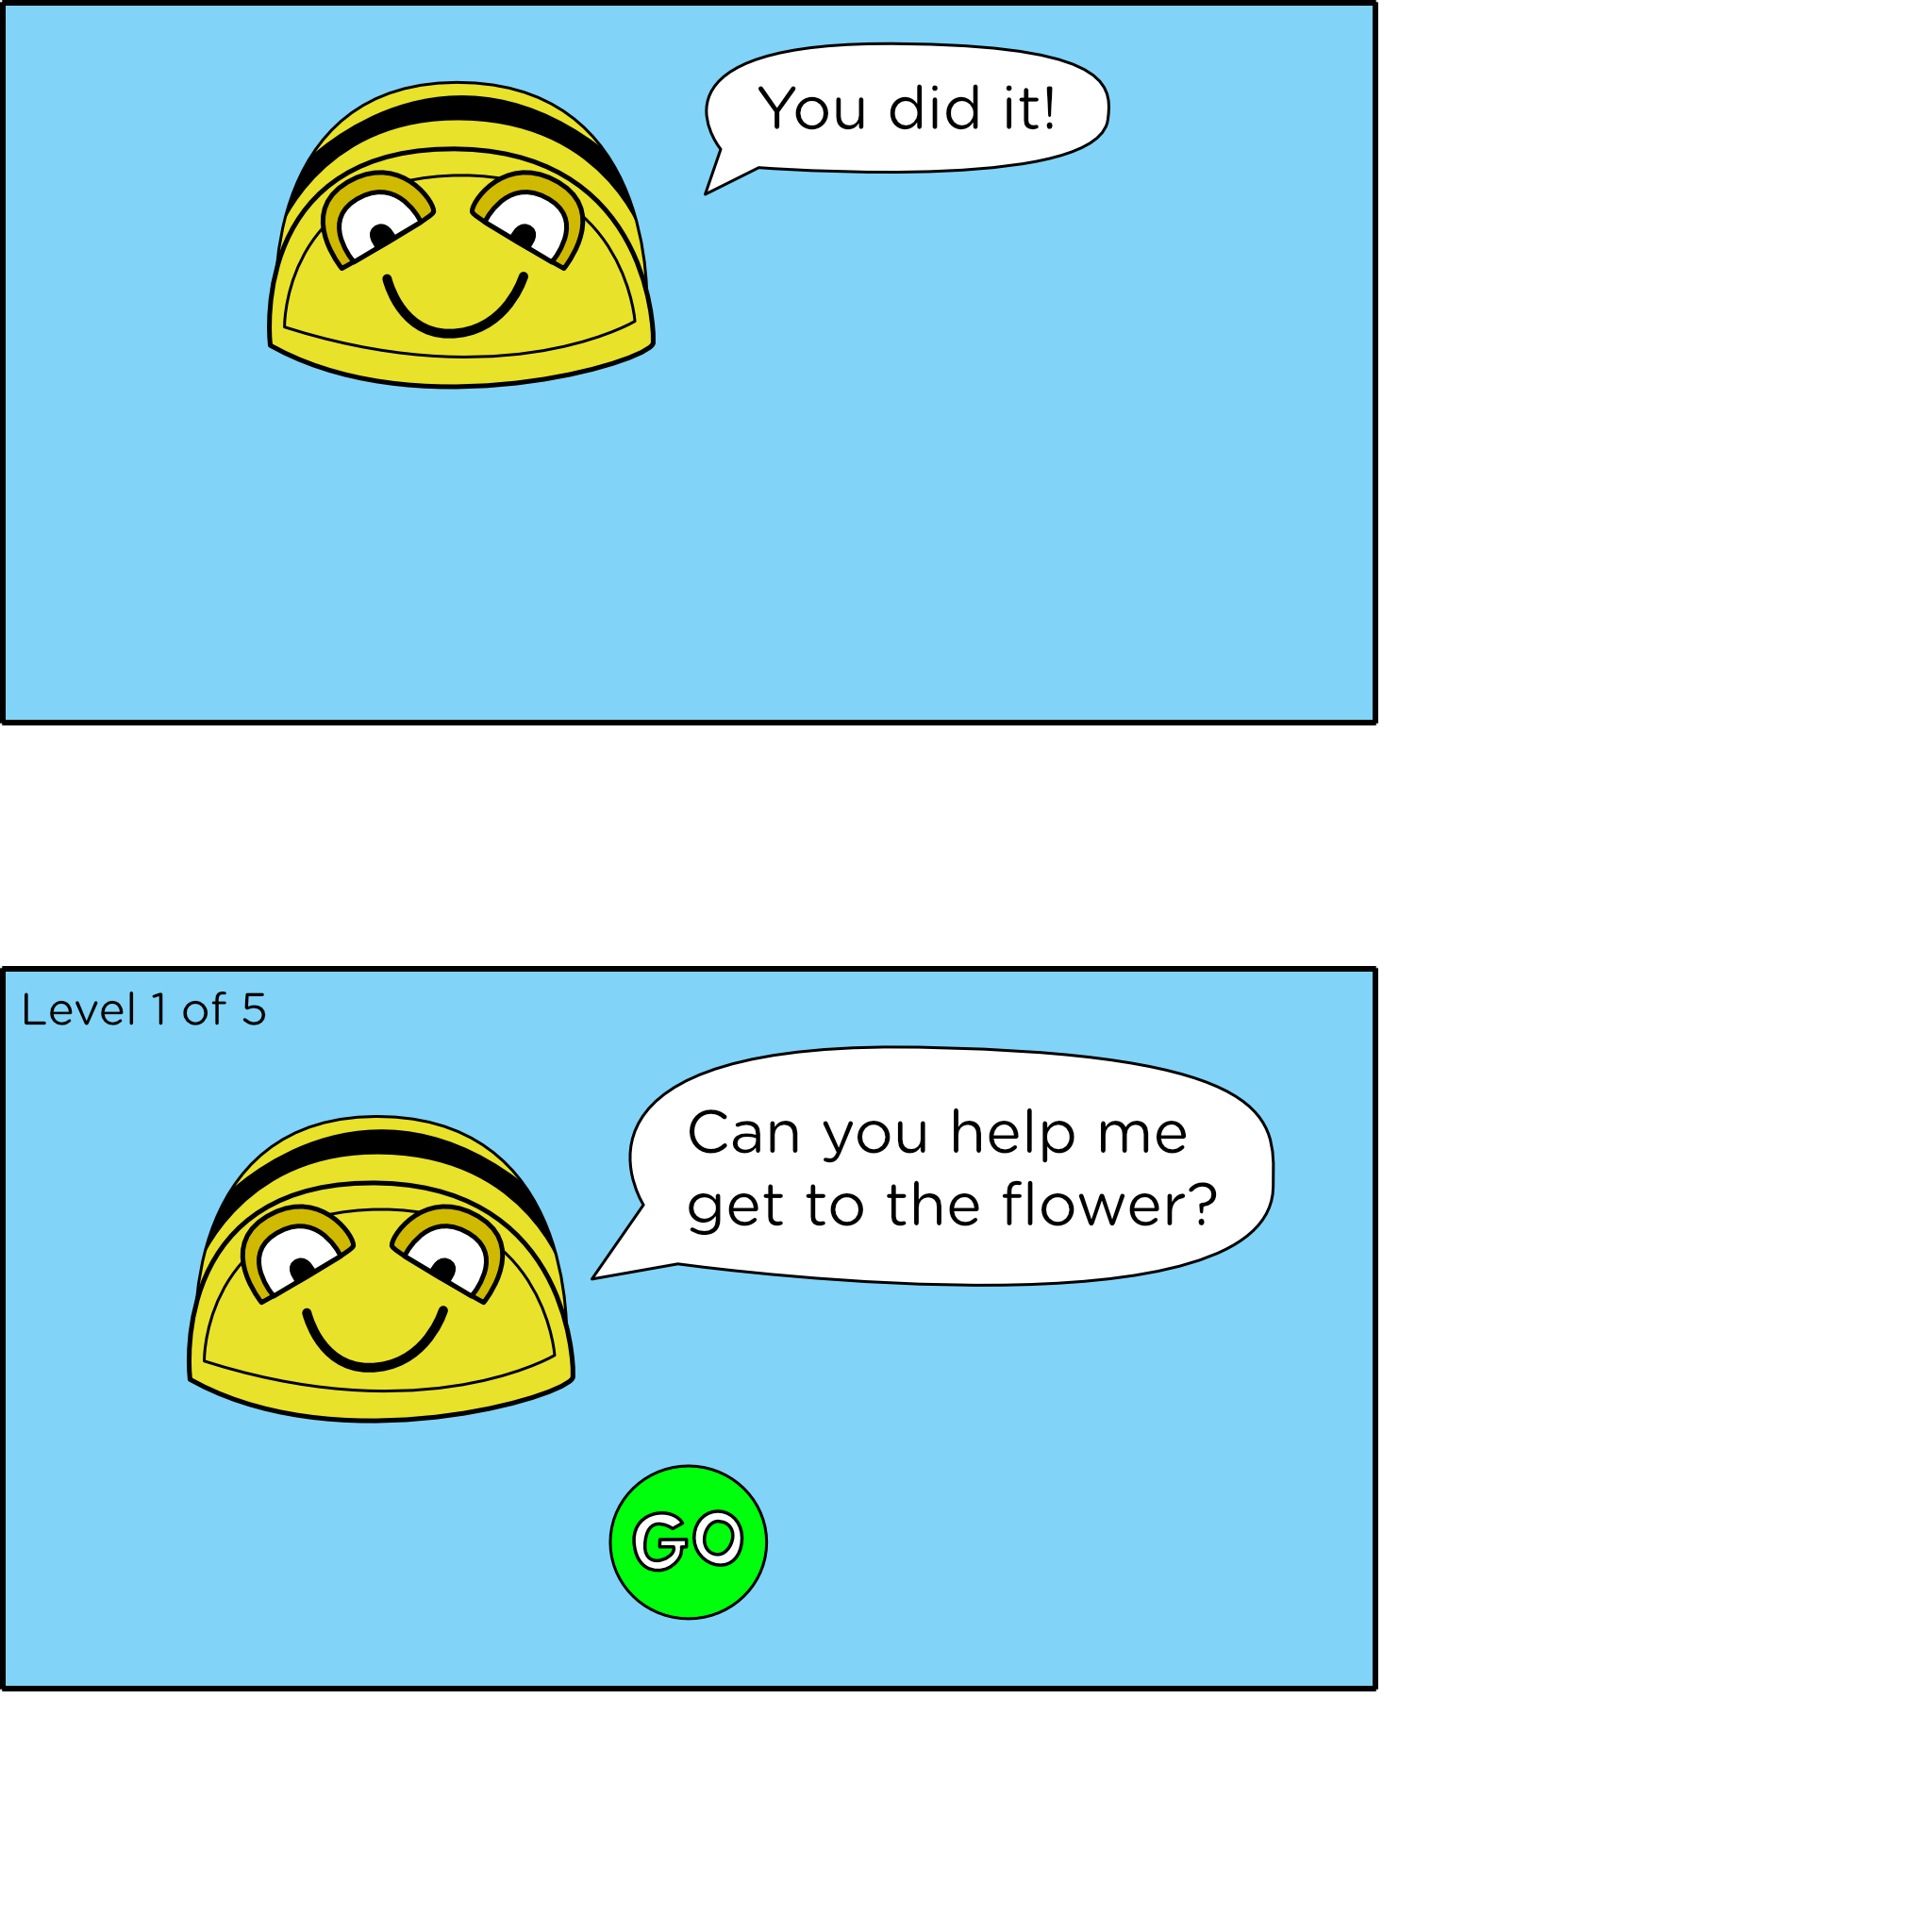 You did it!
Level 1 of 5
Can you help me
get to the flower?
GO